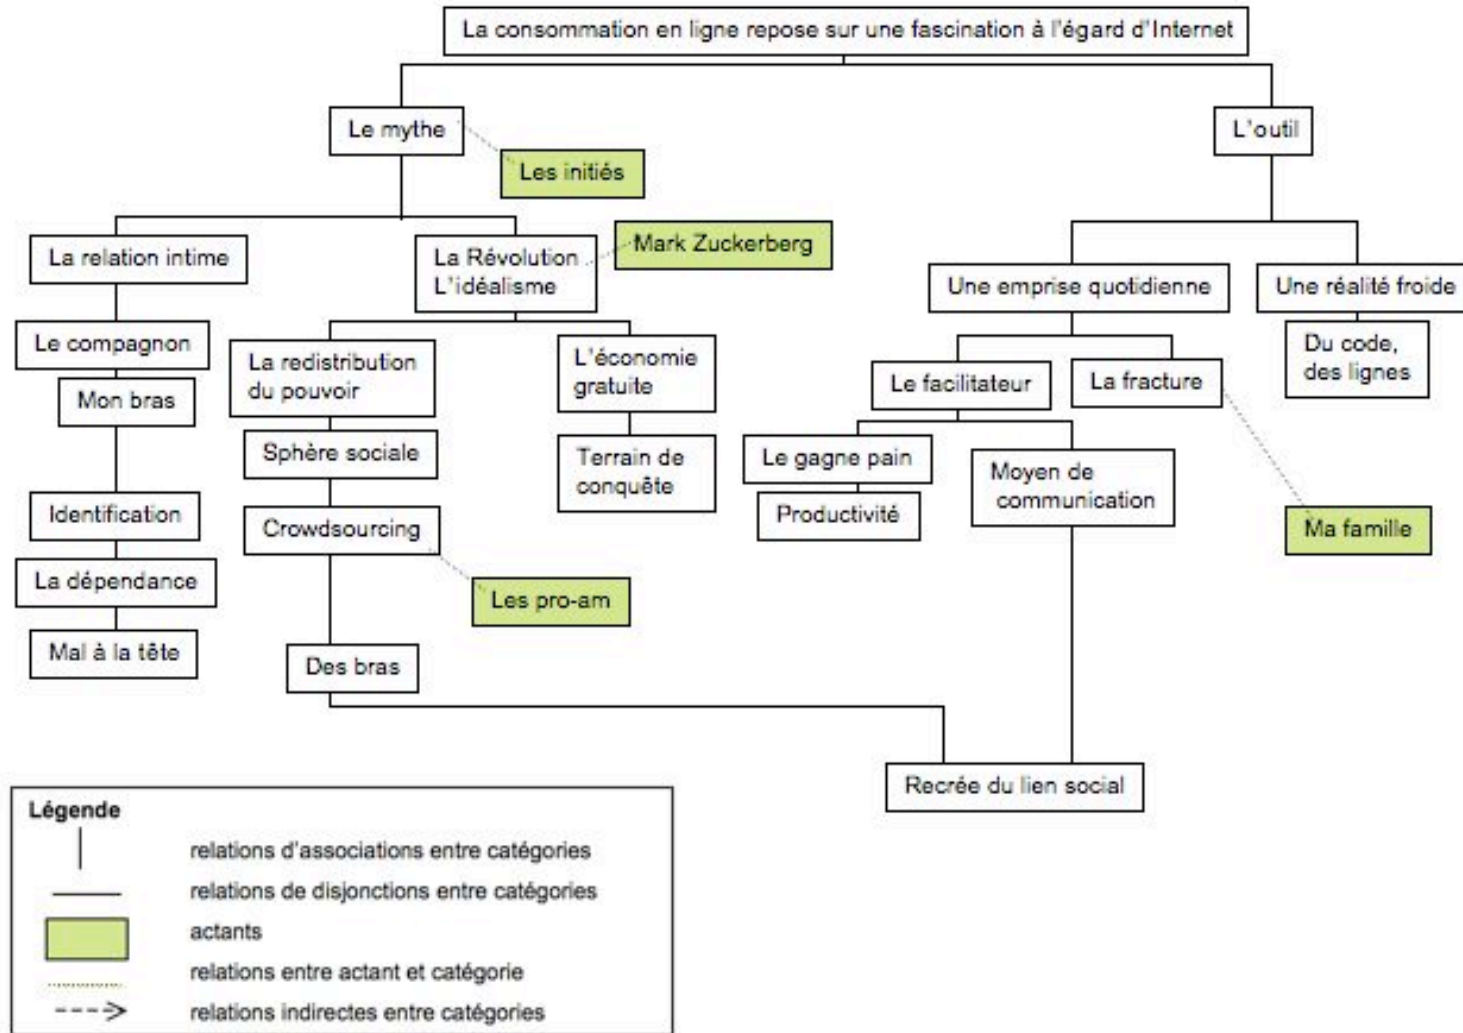 La consommation en ligne repose sur une fascination à l'égard d'Internet
Le mythe
L'outil
Les initiés
La relation intime
La Révolution
L'idéalisme
Mark Zuckerberg
Une emprise quotidienne
Une réalité froide
Le compagnon
Mon bras
La redistribution
du pouvoir
L'économie
gratuite
Le facilitateur
La fracture
Du code,
des lignes
Sphère sociale
Terrain de
conquête
Le gagne pain
Productivité
Moyen de
communication
Identification
Crowdsourcing
Ma famille
La dépendance
Les pro-am
Mal à la tête
Des bras
Recrée du lien social
Légende
relations d'associations entre catégories
relations de disjonctions entre catégories
actants
relations entre actant et catégorie
relations indirectes entre catégories